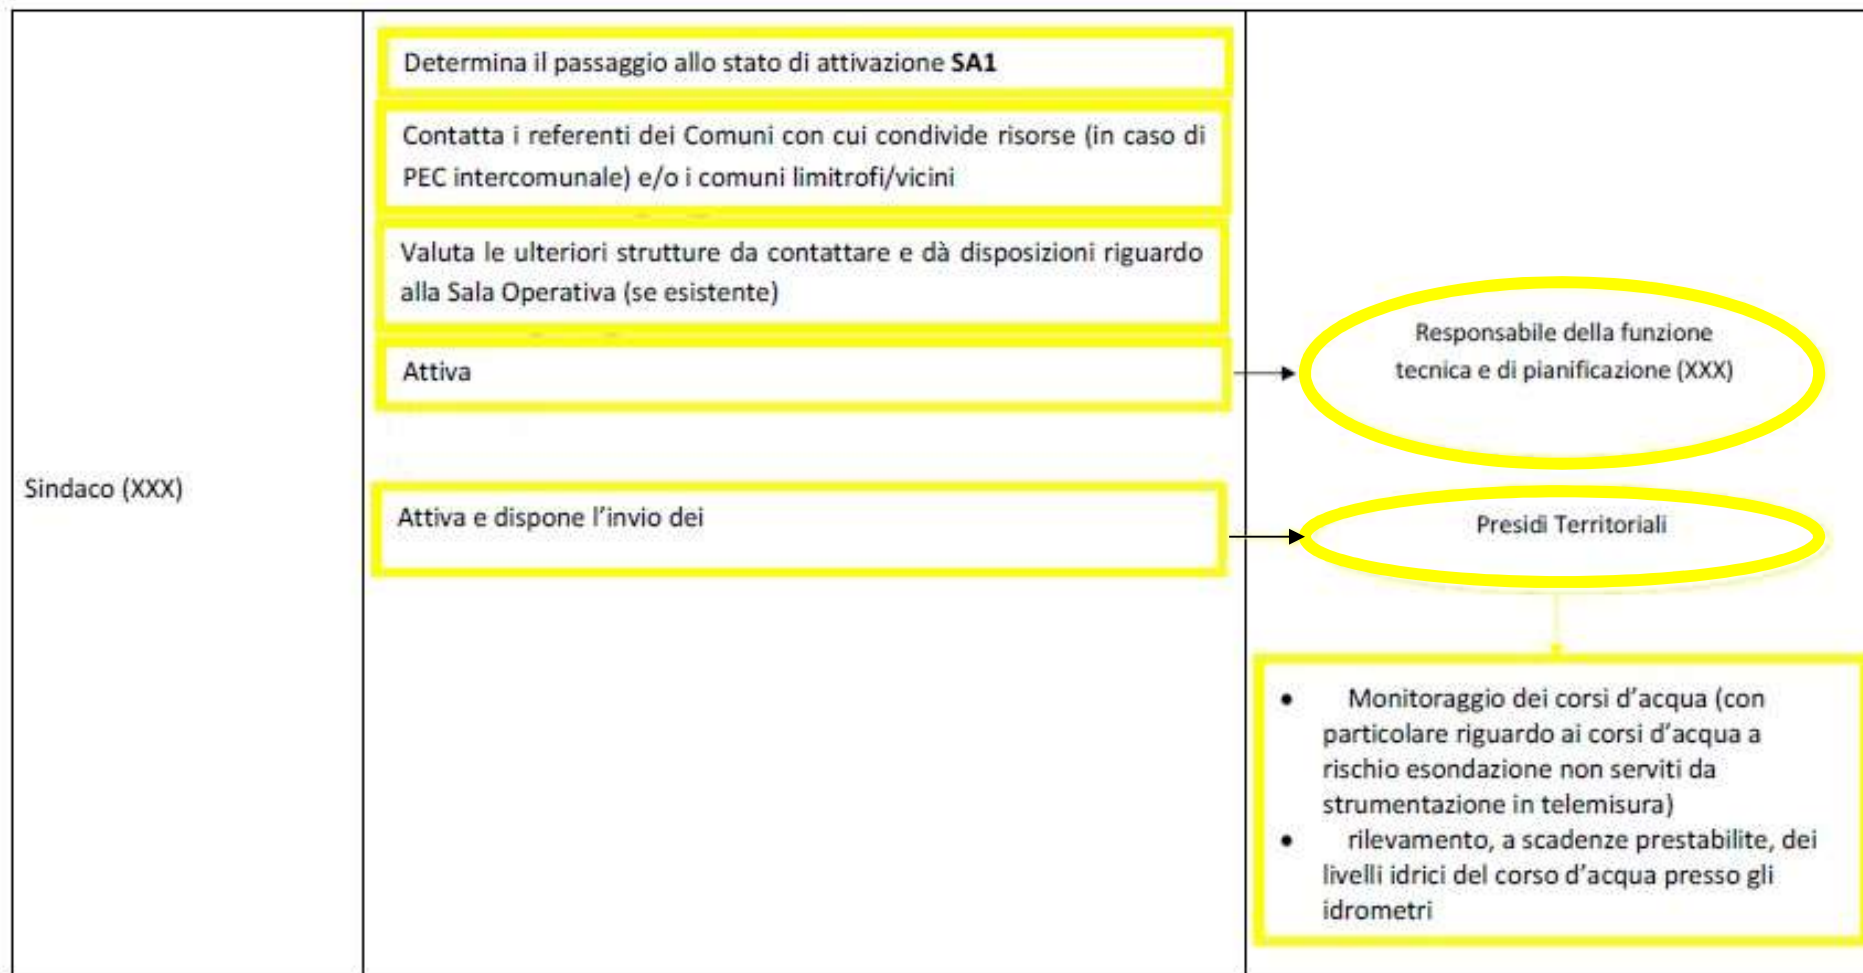 Determina il passaggio allo stato di attivazione SA1
Contatta i referenti dei Comuni con cui condivide risorse (in caso di
PEC intercomunale) e/o i comuni limitrofi/vicini
Valuta le ulteriori strutture da contattare e dà disposizioni riguardo
alla Sala Operativa (se esistente)
Attiva
Responsabile della funzione
tecnica e di pianificazione (XXX)
Sindaco (XXX)
Attiva e dispone l’invio dei
Presidi Territoriali
• Monitoraggio dei corsi d’acqua (con
particolare riguardo ai corsi d’acqua a
rischio esondazione non serviti da
strumentazione in telemisura)
• rilevamento, a scadenze prestabilite, dei
livelli idrici del corso d’acqua presso gli
idrometri